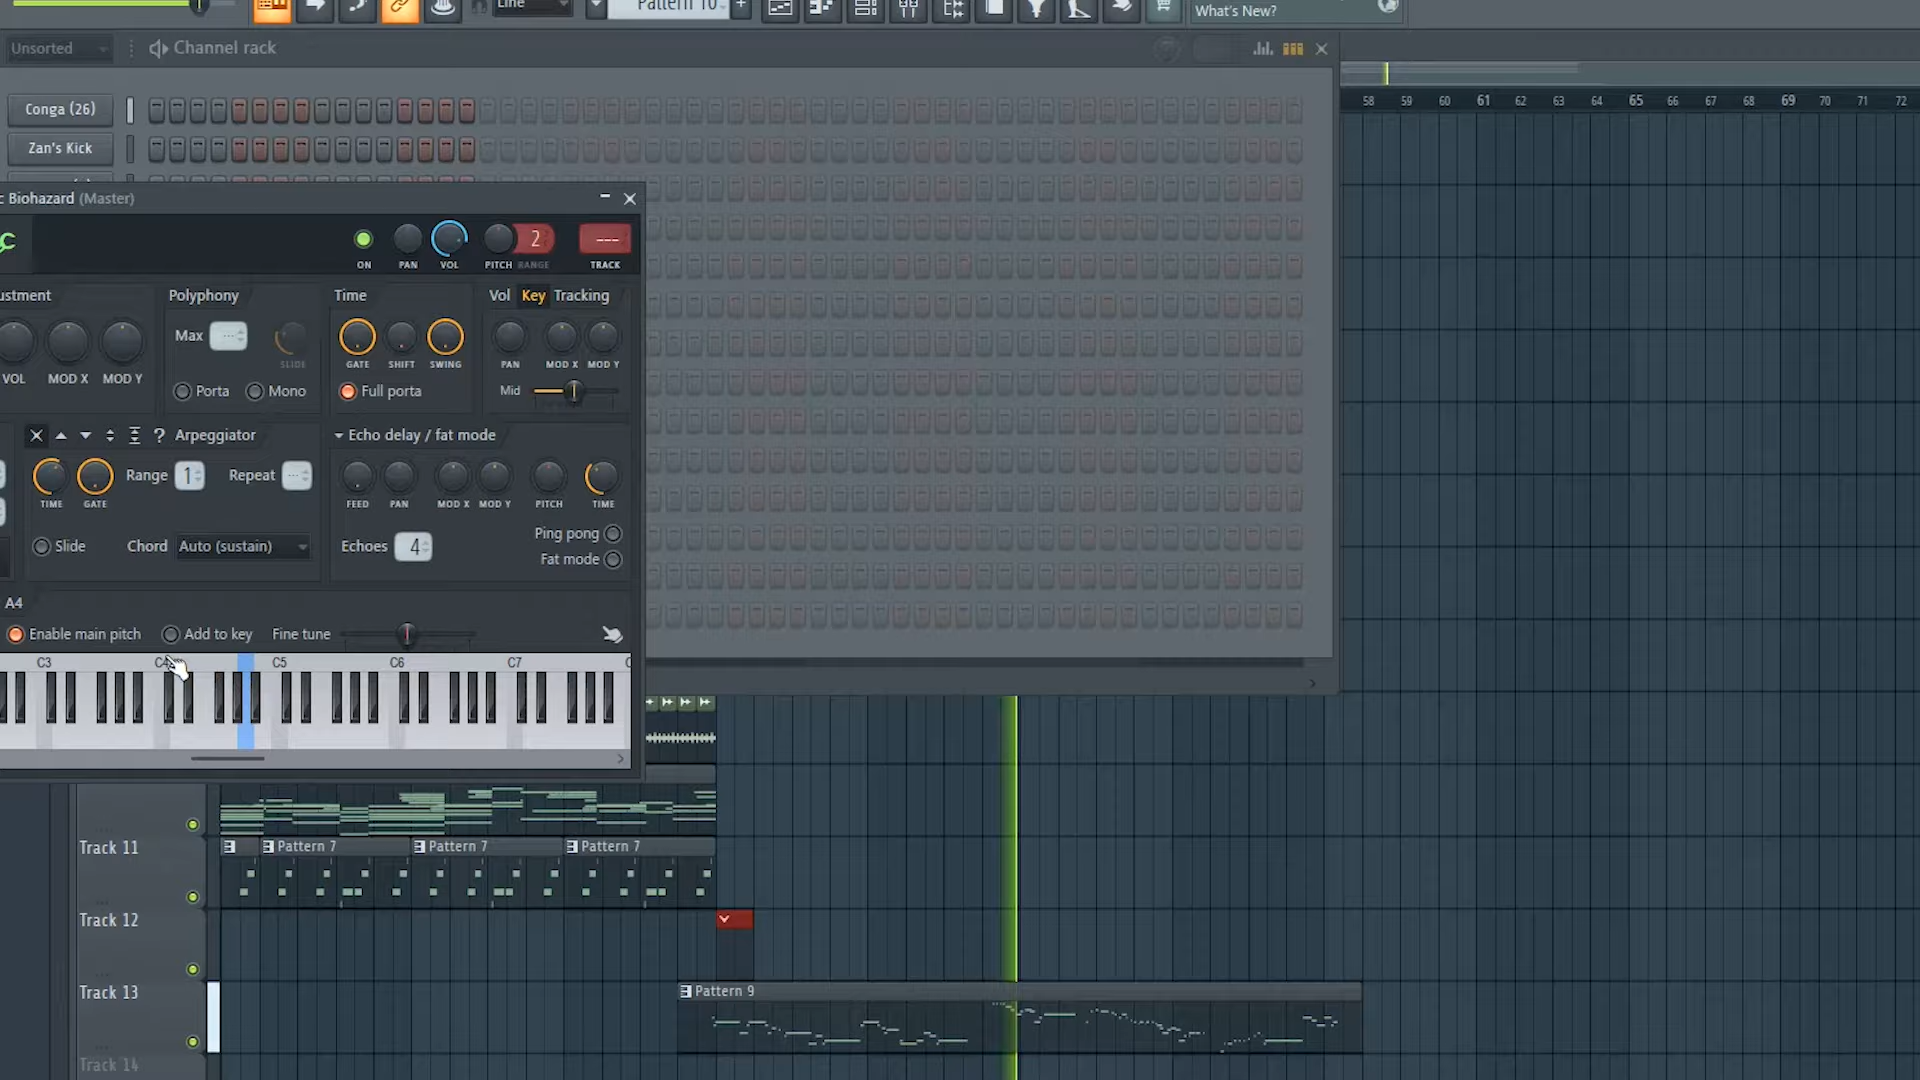 Line
Pattern 10
What's New?
Unsorted
Channel rack
58 59 60 61 62 63 64 65 66 67 68 69 70 71 72
Conga (26)
Zan's Kick
Biohazard (Master)
2
---
ON PAN VOL PITCH RANGE TRACK
Polyphony Time Vol Key Tracking
Max
SLIDE
GATE SHIFT SWING PAN MOD X MOD Y
VOL MOD X MOD Y
Porta Mono Full porta Mid
? Arpeggiator Echo delay / fat mode
Range 1 Repeat
TIME GATE FEED PAN MOD X MOD Y PITCH TIME
Ping pong
Slide Chord Auto (sustain) Echoes 4
Fat mode
A4
Enable main pitch Add to key Fine tune
C3 C4 C5 C6 C7
Track 11 Pattern 7 Pattern 7 Pattern 7
Track 12
Track 13 Pattern 9
Track 14